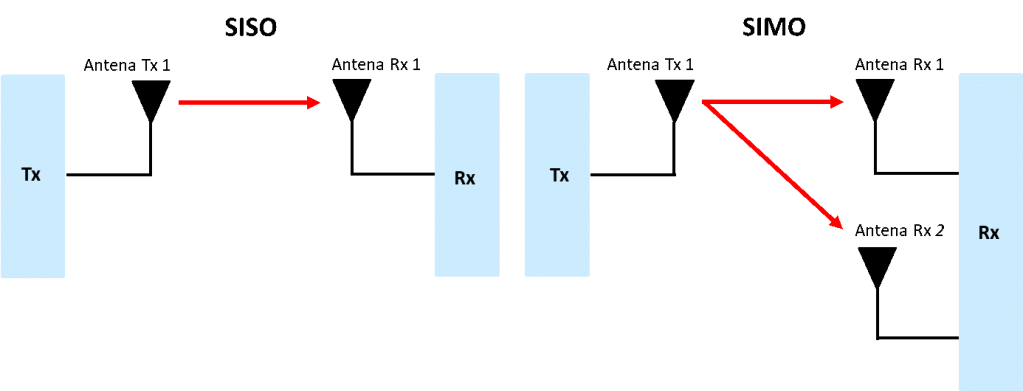 SISO
Antena Tx 1
Antena Rx 1
Tx
Rx
SIMO
Antena Tx 1
Antena Rx 1
Tx
Antena Rx 2
Rx